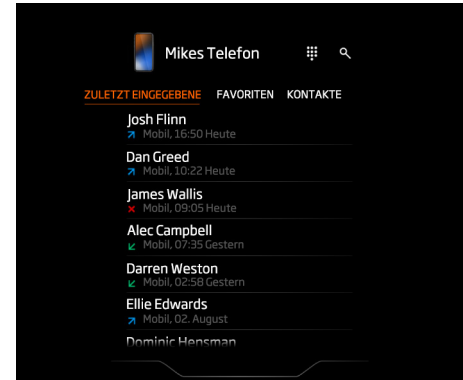 Mikes Telefon
ZULETZT EINGEGEBENE FAVORITEN KONTAKTE
Josh Flinn
Mobil, 16:50 Heute
Dan Greed
Mobil, 10:22 Heute
James Wallis
Mobil, 09:05 Heute
Alec Campbell
Mobil, 07:35 Gestern
Darren Weston
Mobil, 02:58 Gestern
Ellie Edwards
Mobil, 02. August
Dominic Hensman